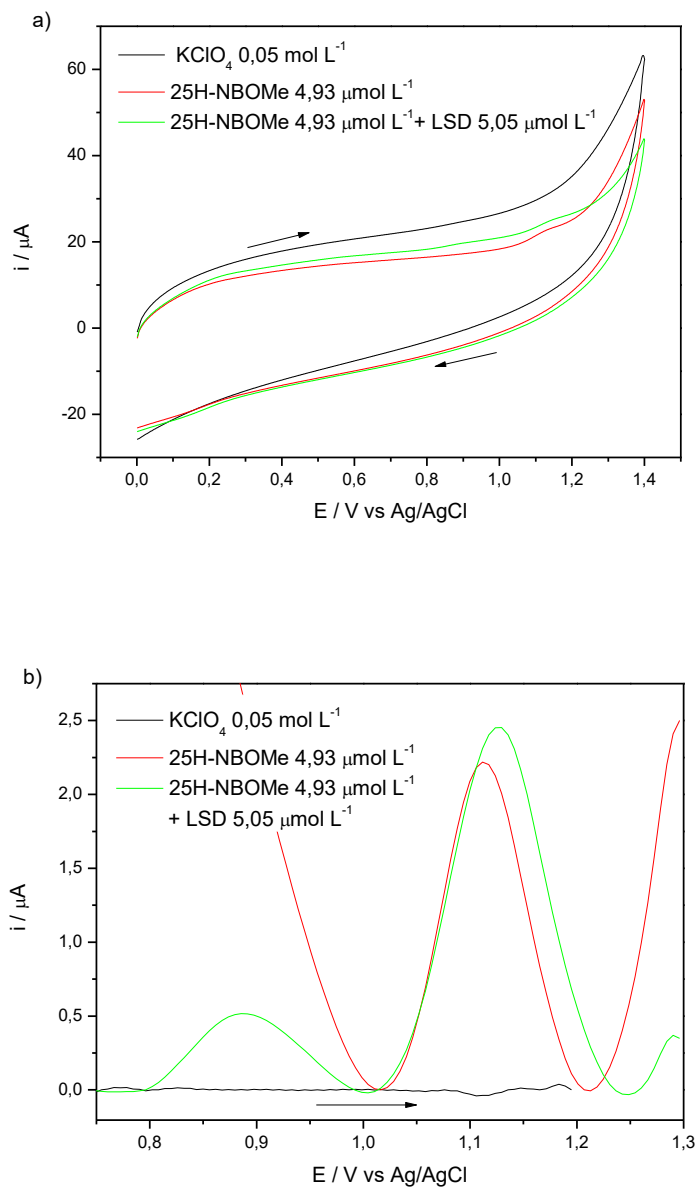 a)
KClO₄ 0,05 mol L⁻¹
25H-NBOMe 4,93 μmol L⁻¹
25H-NBOMe 4,93 μmol L⁻¹+ LSD 5,05 μmol L⁻¹
60
40
20
0
-20
i / μA
0,0 0,2 0,4 0,6 0,8 1,0 1,2 1,4
E / V vs Ag/AgCl
b)
KClO₄ 0,05 mol L⁻¹
25H-NBOMe 4,93 μmol L⁻¹
25H-NBOMe 4,93 μmol L⁻¹
+ LSD 5,05 μmol L⁻¹
2,5
2,0
1,5
1,0
0,5
0,0
i / μA
0,8 0,9 1,0 1,1 1,2 1,3
E / V vs Ag/AgCl